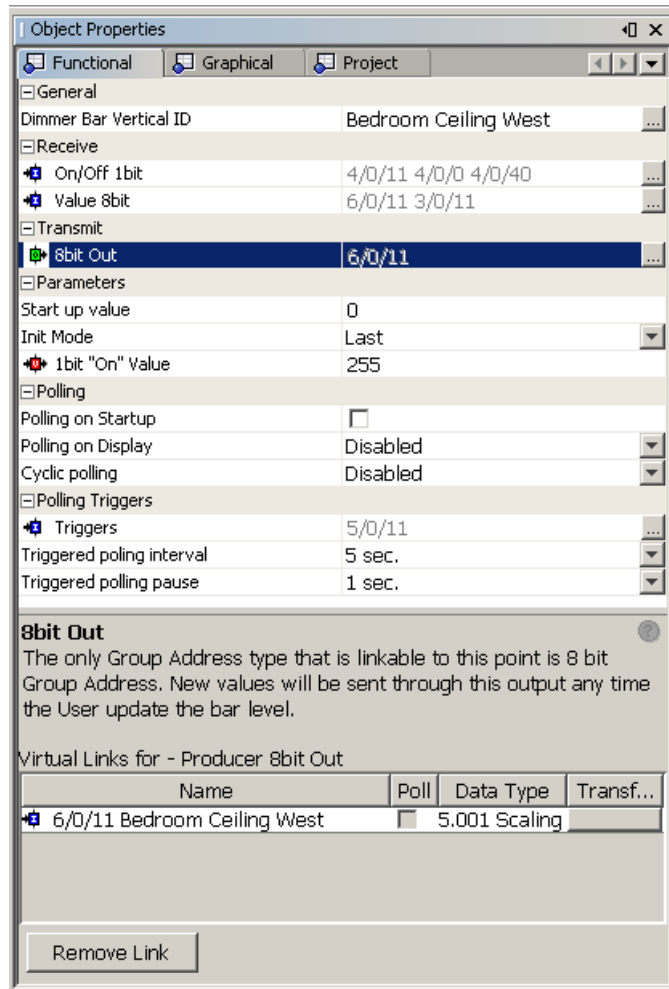 Object Properties
Functional Graphical Project
General
Dimmer Bar Vertical ID Bedroom Ceiling West ...
Receive
On/Off 1bit 4/0/11 4/0/0 4/0/40 ...
Value 8bit 6/0/11 3/0/11 ...
Transmit
8bit Out 6/0/11 ...
Parameters
Start up value 0
Init Mode Last
1bit "On" Value 255
Polling
Polling on Startup
Polling on Display Disabled
Cyclic polling Disabled
Polling Triggers
Triggers 5/0/11 ...
Triggered poling interval 5 sec.
Triggered polling pause 1 sec.
8bit Out ?
The only Group Address type that is linkable to this point is 8 bit
Group Address. New values will be sent through this output any time
the User update the bar level.
Virtual Links for - Producer 8bit Out
Name Poll Data Type Transf...
6/0/11 Bedroom Ceiling West 5.001 Scaling
Remove Link